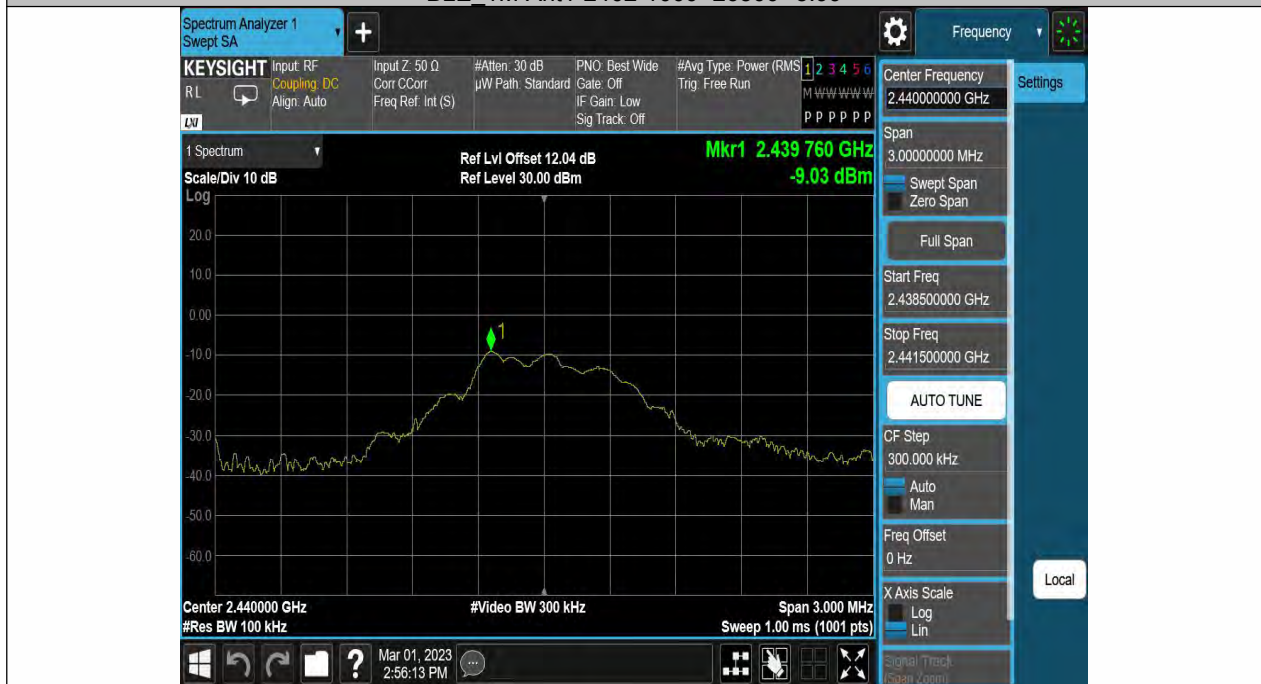 Spectrum Analyzer 1
Swept SA
+
Frequency
KEYSIGHT
RL
LXI
Input: RF
Coupling: DC
Align: Auto
Input Z: 50 Ω
Corr CCorr
Freq Ref: Int (S)
#Atten: 30 dB
µW Path: Standard
PNO: Best Wide
Gate: Off
IF Gain: Low
Sig Track: Off
#Avg Type: Power (RMS
Trig: Free Run
1 2 3 4 5 6
M W W W W W
P P P P P P
1 Spectrum
Scale/Div 10 dB
Log
Ref Lvl Offset 12.04 dB
Ref Level 30.00 dBm
Mkr1 2.439 760 GHz
-9.03 dBm
20.0
10.0
0.00
-10.0
-20.0
-30.0
-40.0
-50.0
-60.0
1
Center 2.440000 GHz
#Res BW 100 kHz
#Video BW 300 kHz
Span 3.000 MHz
Sweep 1.00 ms (1001 pts)
Center Frequency
2.440000000 GHz
Settings
Span
3.00000000 MHz
Swept Span
Zero Span
Full Span
Start Freq
2.438500000 GHz
Stop Freq
2.441500000 GHz
AUTO TUNE
CF Step
300.000 kHz
Auto
Man
Freq Offset
0 Hz
Local
X Axis Scale
Log
Lin
Signal Track
(Span Zoom)
?
Mar 01, 2023
2:56:13 PM